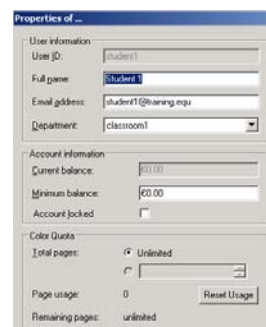 Properties of ...
User information
User ID: student1
Full name: Student 1
Email address: student1@training.equ
Department: classroom1
Account information
Current balance: €0.00
Minimum balance: €0.00
Account locked
Color Quota
Total pages: Unlimited
Page usage: 0 Reset Usage
Remaining pages: unlimited